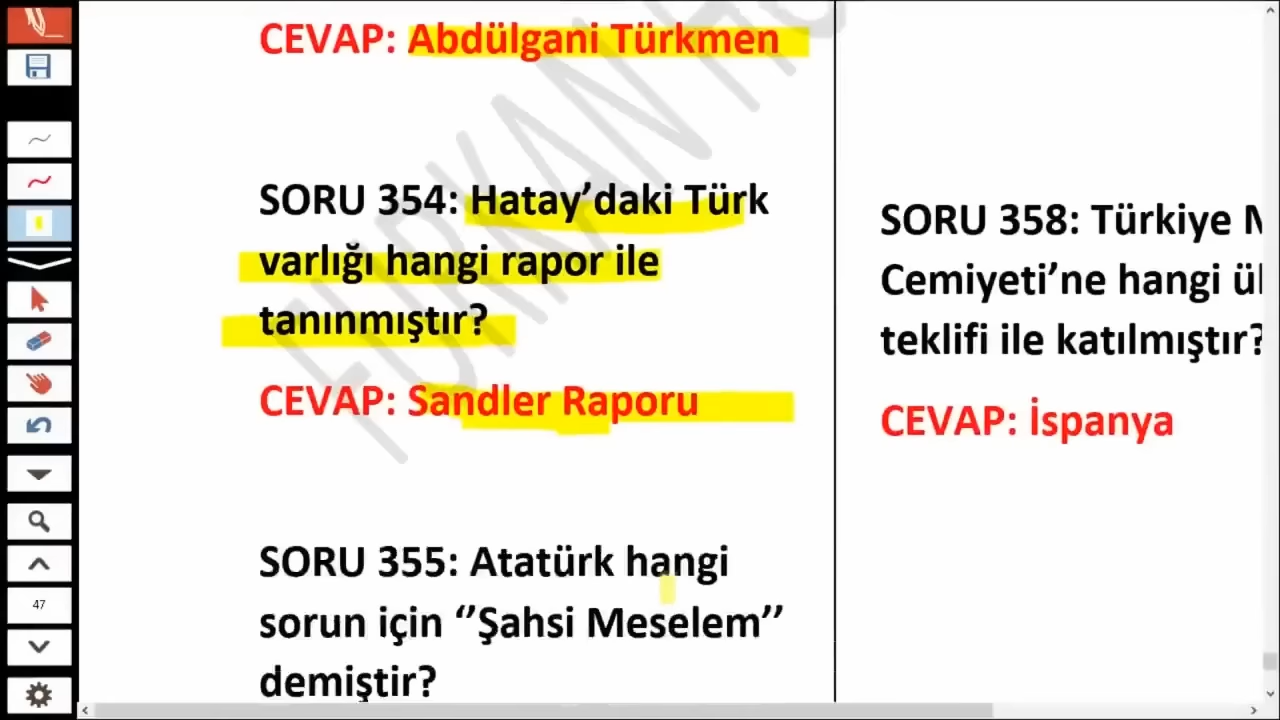 CEVAP: Abdülgani Türkmen
SORU 354: Hatay’daki Türk
varlığı hangi rapor ile
tanınmıştır?
CEVAP: Sandler Raporu
SORU 355: Atatürk hangi
sorun için ‘’Şahsi Meselem’’
demiştir?
SORU 358: Türkiye
Cemiyeti’ne hangi
teklifi ile katılmıştır?
CEVAP: İspanya
FURKAN
47